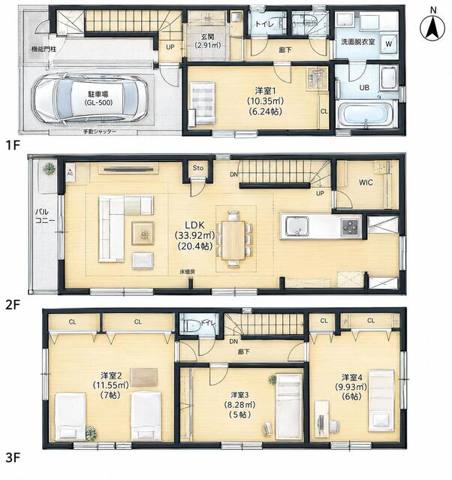 N
機能門柱
UP
玄関
(2.91㎡)
トイレ
廊下
洗面脱衣室
W
駐車場
(GL-500)
洋室1
(10.35㎡)
(6.24帖)
CL
UB
手動シャッター
1F
バルコニー
Sto
DN
UP
WIC
LDK
(33.92㎡)
(20.4帖)
床暖房
2F
CL
CL
トイレ
DN
廊下
CL
CL
洋室2
(11.55㎡)
(7帖)
洋室3
(8.28㎡)
(5帖)
洋室4
(9.93㎡)
(6帖)
3F